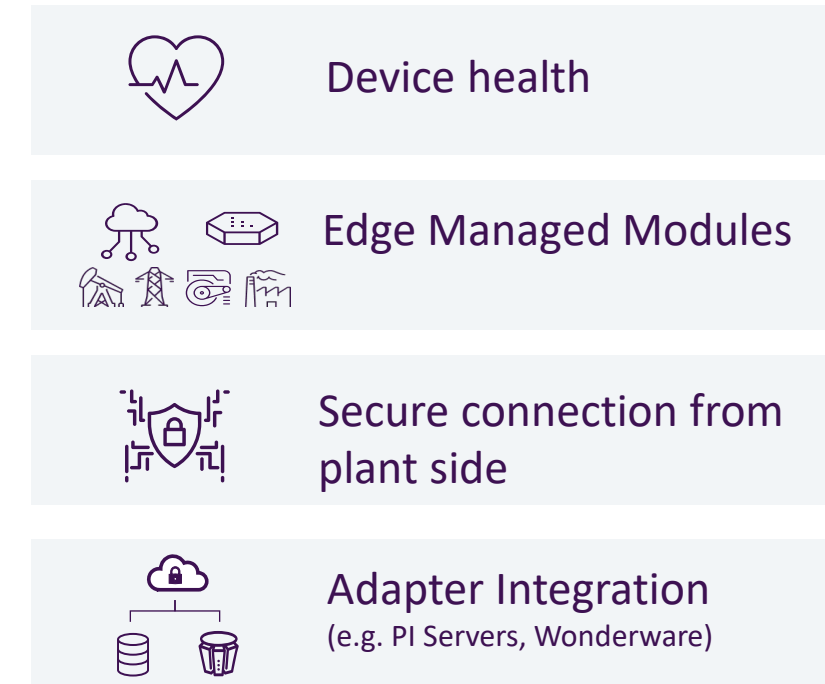 Device health
Edge Managed Modules
Secure connection from
plant side
Adapter Integration
(e.g. PI Servers, Wonderware)